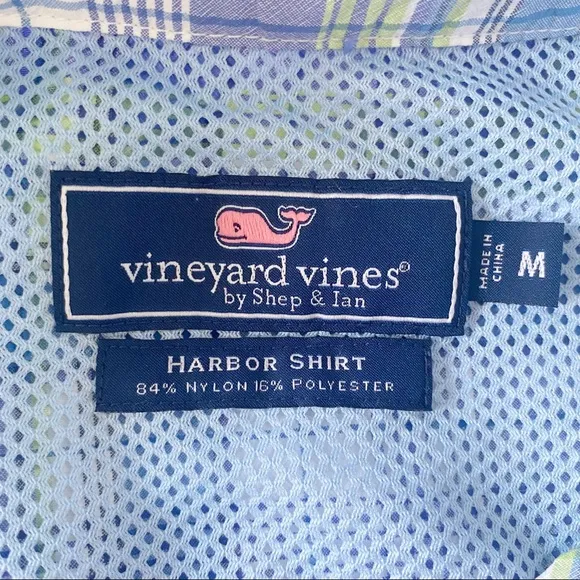 vineyard vines®
by Shep & Ian
MADE IN
CHINA
M
HARBOR SHIRT
84% NYLON 16% POLYESTER